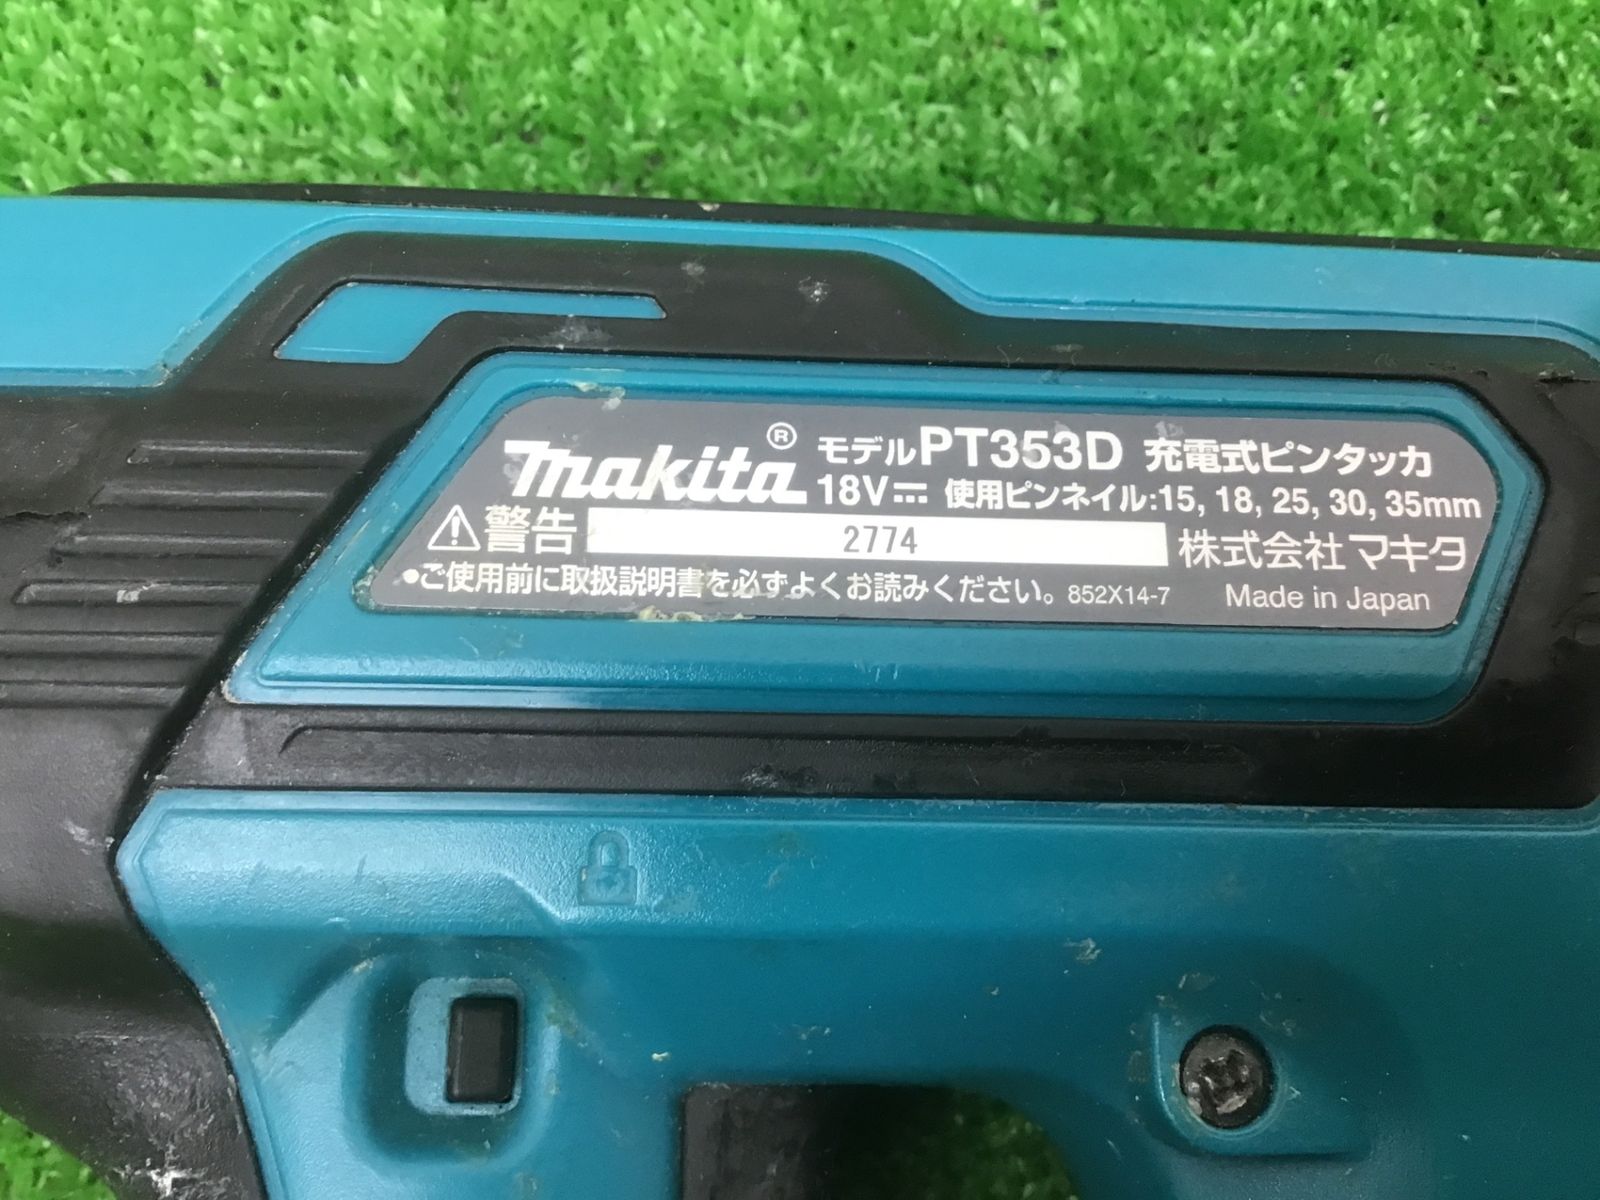 makita® モデルPT353D 充電式ピンタッカ
18V 使用ピンネイル:15, 18, 25, 30, 35mm
警告 2774 株式会社マキタ
●ご使用前に取扱説明書を必ずよくお読みください。 852X14-7 Made in Japan